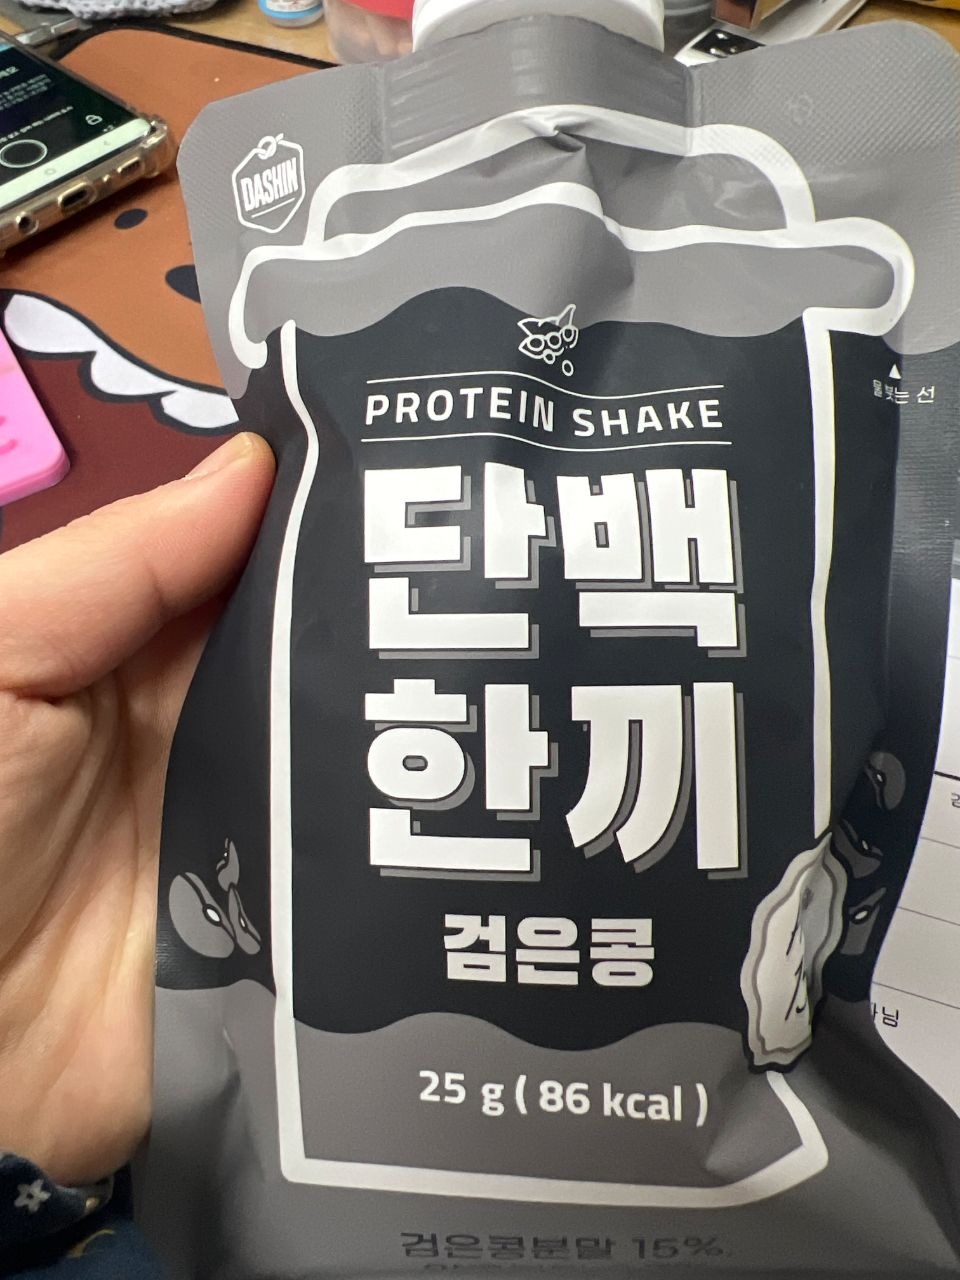 DASHIN
▲
물 붓는 선
PROTEIN SHAKE
단백
한끼
검은콩
25 g ( 86 kcal )
검은콩분말 15%